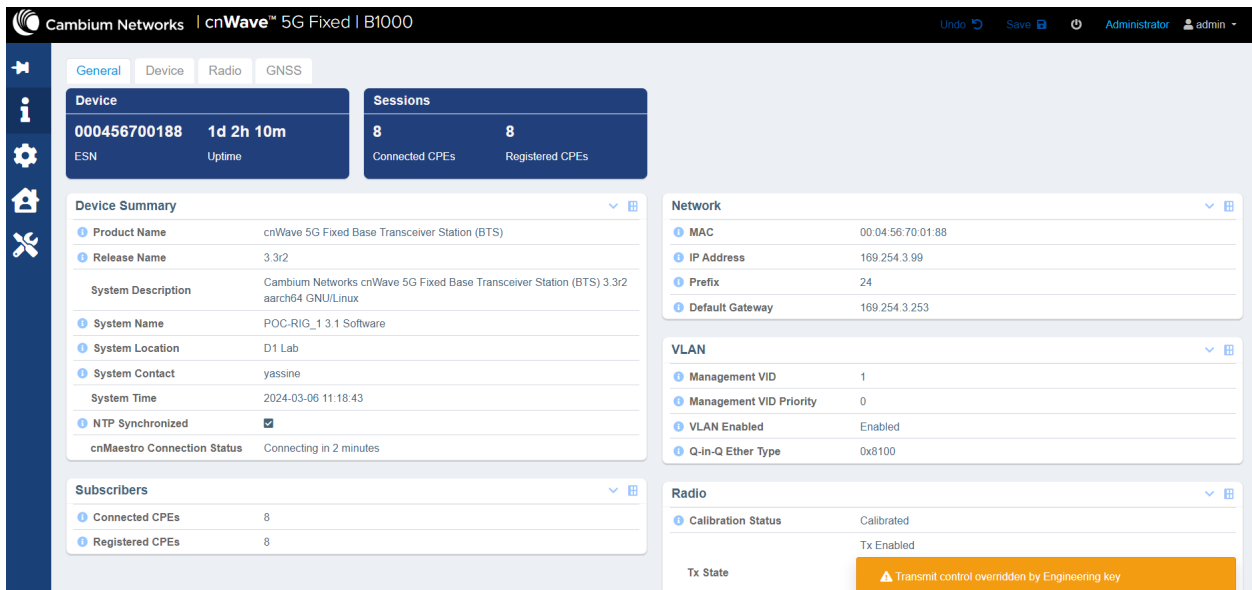 Cambium Networks | cnWave™ 5G Fixed | B1000
Undo Save Administrator admin
General Device Radio GNSS
Device
000456700188 1d 2h 10m
ESN Uptime
Sessions
8 8
Connected CPEs Registered CPEs
Device Summary
Product Name cnWave 5G Fixed Base Transceiver Station (BTS)
Release Name 3.3r2
System Description Cambium Networks cnWave 5G Fixed Base Transceiver Station (BTS) 3.3r2
aarch64 GNU/Linux
System Name POC-RIG_1 3.1 Software
System Location D1 Lab
System Contact yassine
System Time 2024-03-06 11:18:43
NTP Synchronized
cnMaestro Connection Status Connecting in 2 minutes
Subscribers
Connected CPEs 8
Registered CPEs 8
Network
MAC 00:04:56:70:01:88
IP Address 169.254.3.99
Prefix 24
Default Gateway 169.254.3.253
VLAN
Management VID 1
Management VID Priority 0
VLAN Enabled Enabled
Q-in-Q Ether Type 0x8100
Radio
Calibration Status Calibrated
Tx Enabled
Tx State
Transmit control overridden by Engineering key